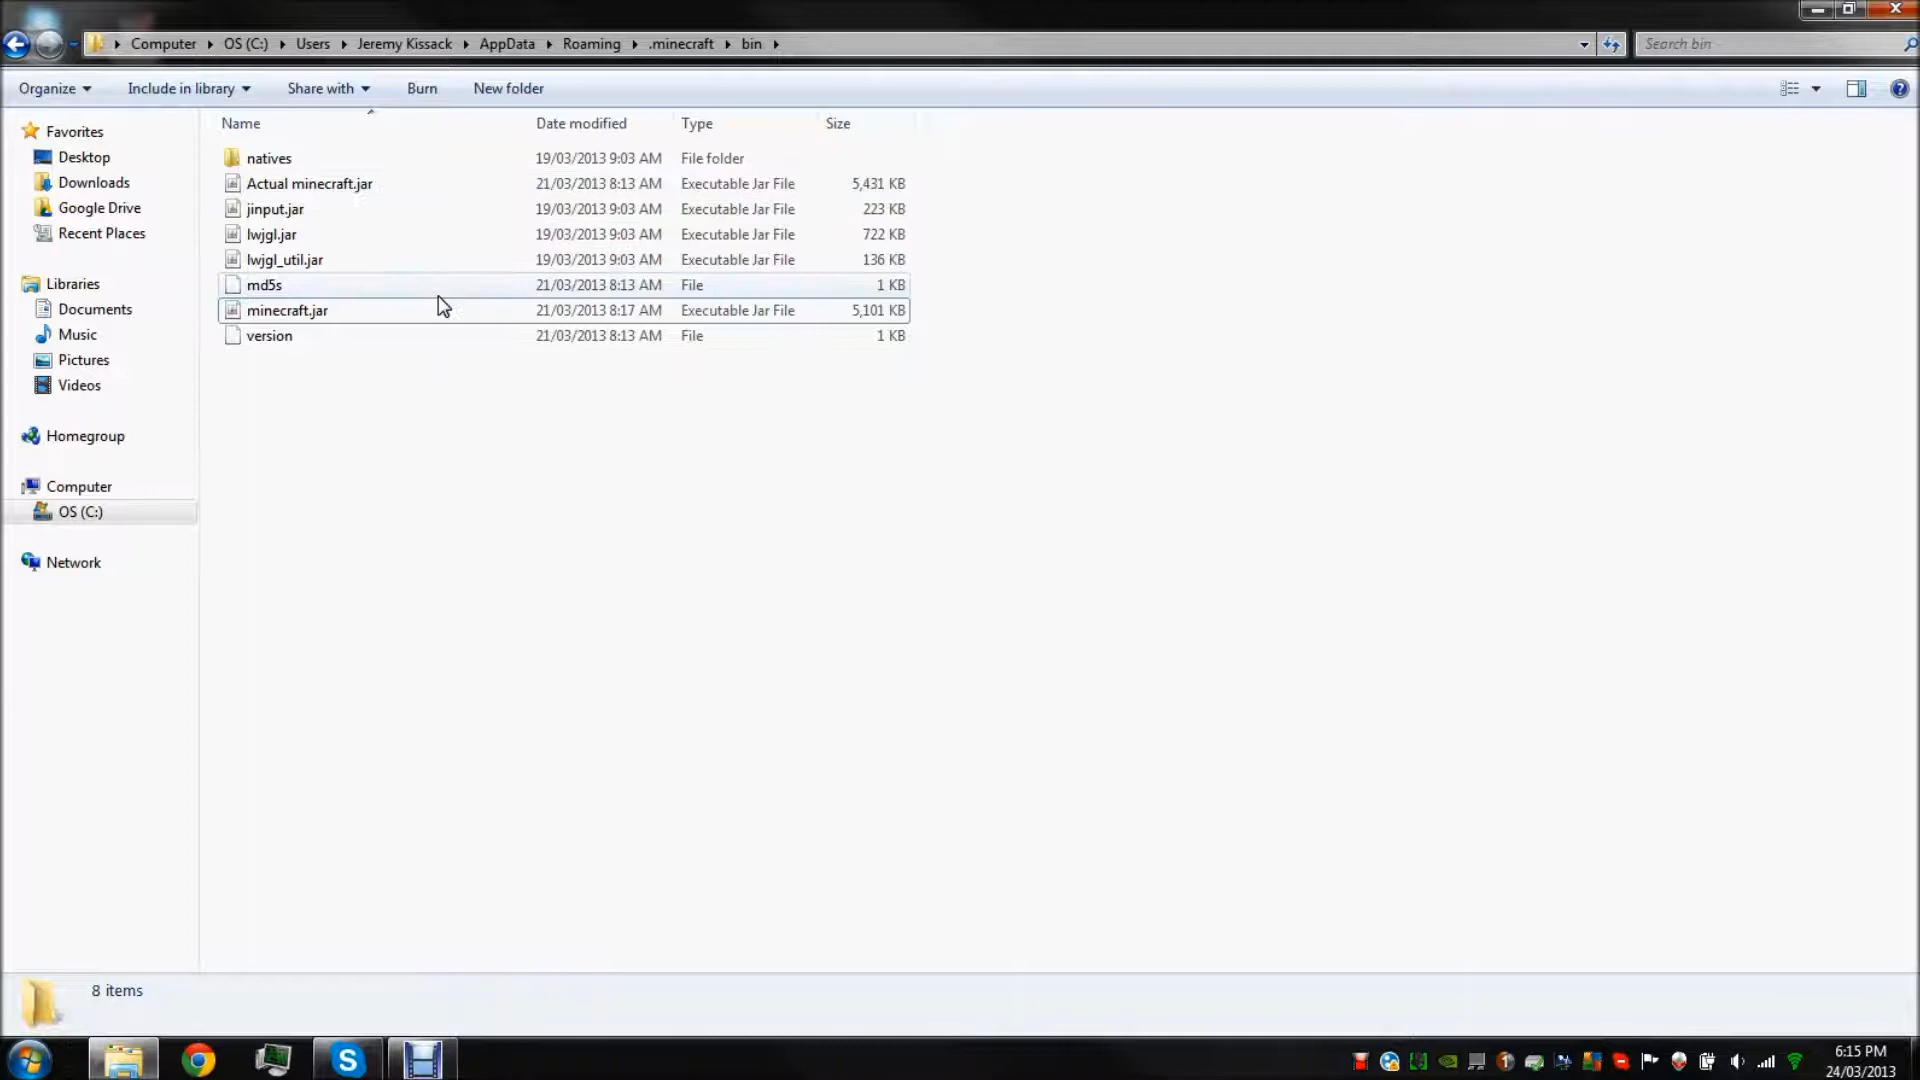 Computer OS (C:) Users Jeremy Kissack AppData Roaming .minecraft bin Search bin
Organize Include in library Share with Burn New folder
Name Date modified Type Size
Favorites
Desktop
Downloads
Google Drive
Recent Places
Libraries
Documents
Music
Pictures
Videos
Homegroup
Computer
OS (C:)
Network
natives 19/03/2013 9:03 AM File folder
Actual minecraft.jar 21/03/2013 8:13 AM Executable Jar File 5,431 KB
jinput.jar 19/03/2013 9:03 AM Executable Jar File 223 KB
lwjgl.jar 19/03/2013 9:03 AM Executable Jar File 722 KB
lwjgl_util.jar 19/03/2013 9:03 AM Executable Jar File 136 KB
md5s 21/03/2013 8:13 AM File 1 KB
minecraft.jar 21/03/2013 8:17 AM Executable Jar File 5,101 KB
version 21/03/2013 8:13 AM File 1 KB
8 items
6:15 PM
24/03/2013